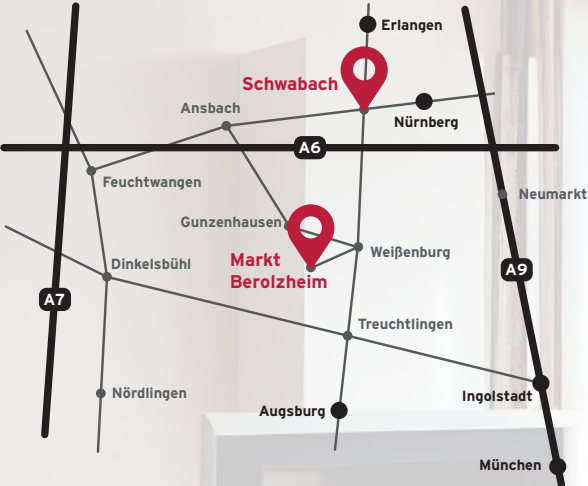 Erlangen
Schwabach
Ansbach
Nürnberg
A6
Feuchtwangen
Neumarkt
Gunzenhausen
Weißenburg
Markt
Berolzheim
Dinkelsbühl
A9
A7
Treuchtlingen
Nördlingen
Ingolstadt
Augsburg
München